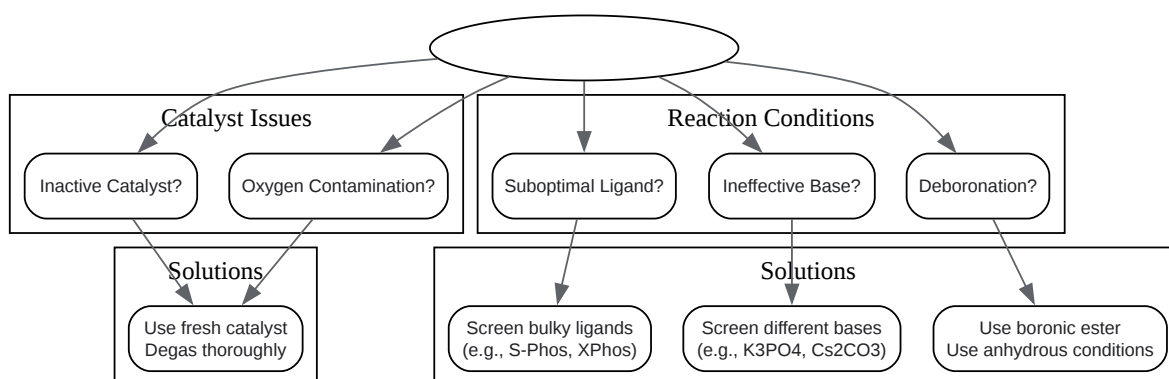 Catalyst Issues
Reaction Conditions
Inactive Catalyst?
Oxygen Contamination?
Suboptimal Ligand?
Ineffective Base?
Deboronation?
Solutions
Solutions
Use fresh catalyst
Degas thoroughly
Screen bulky ligands
(e.g., S-Phos, XPhos)
Screen different bases
(e.g., K3PO4, Cs2CO3)
Use boronic ester
Use anhydrous conditions